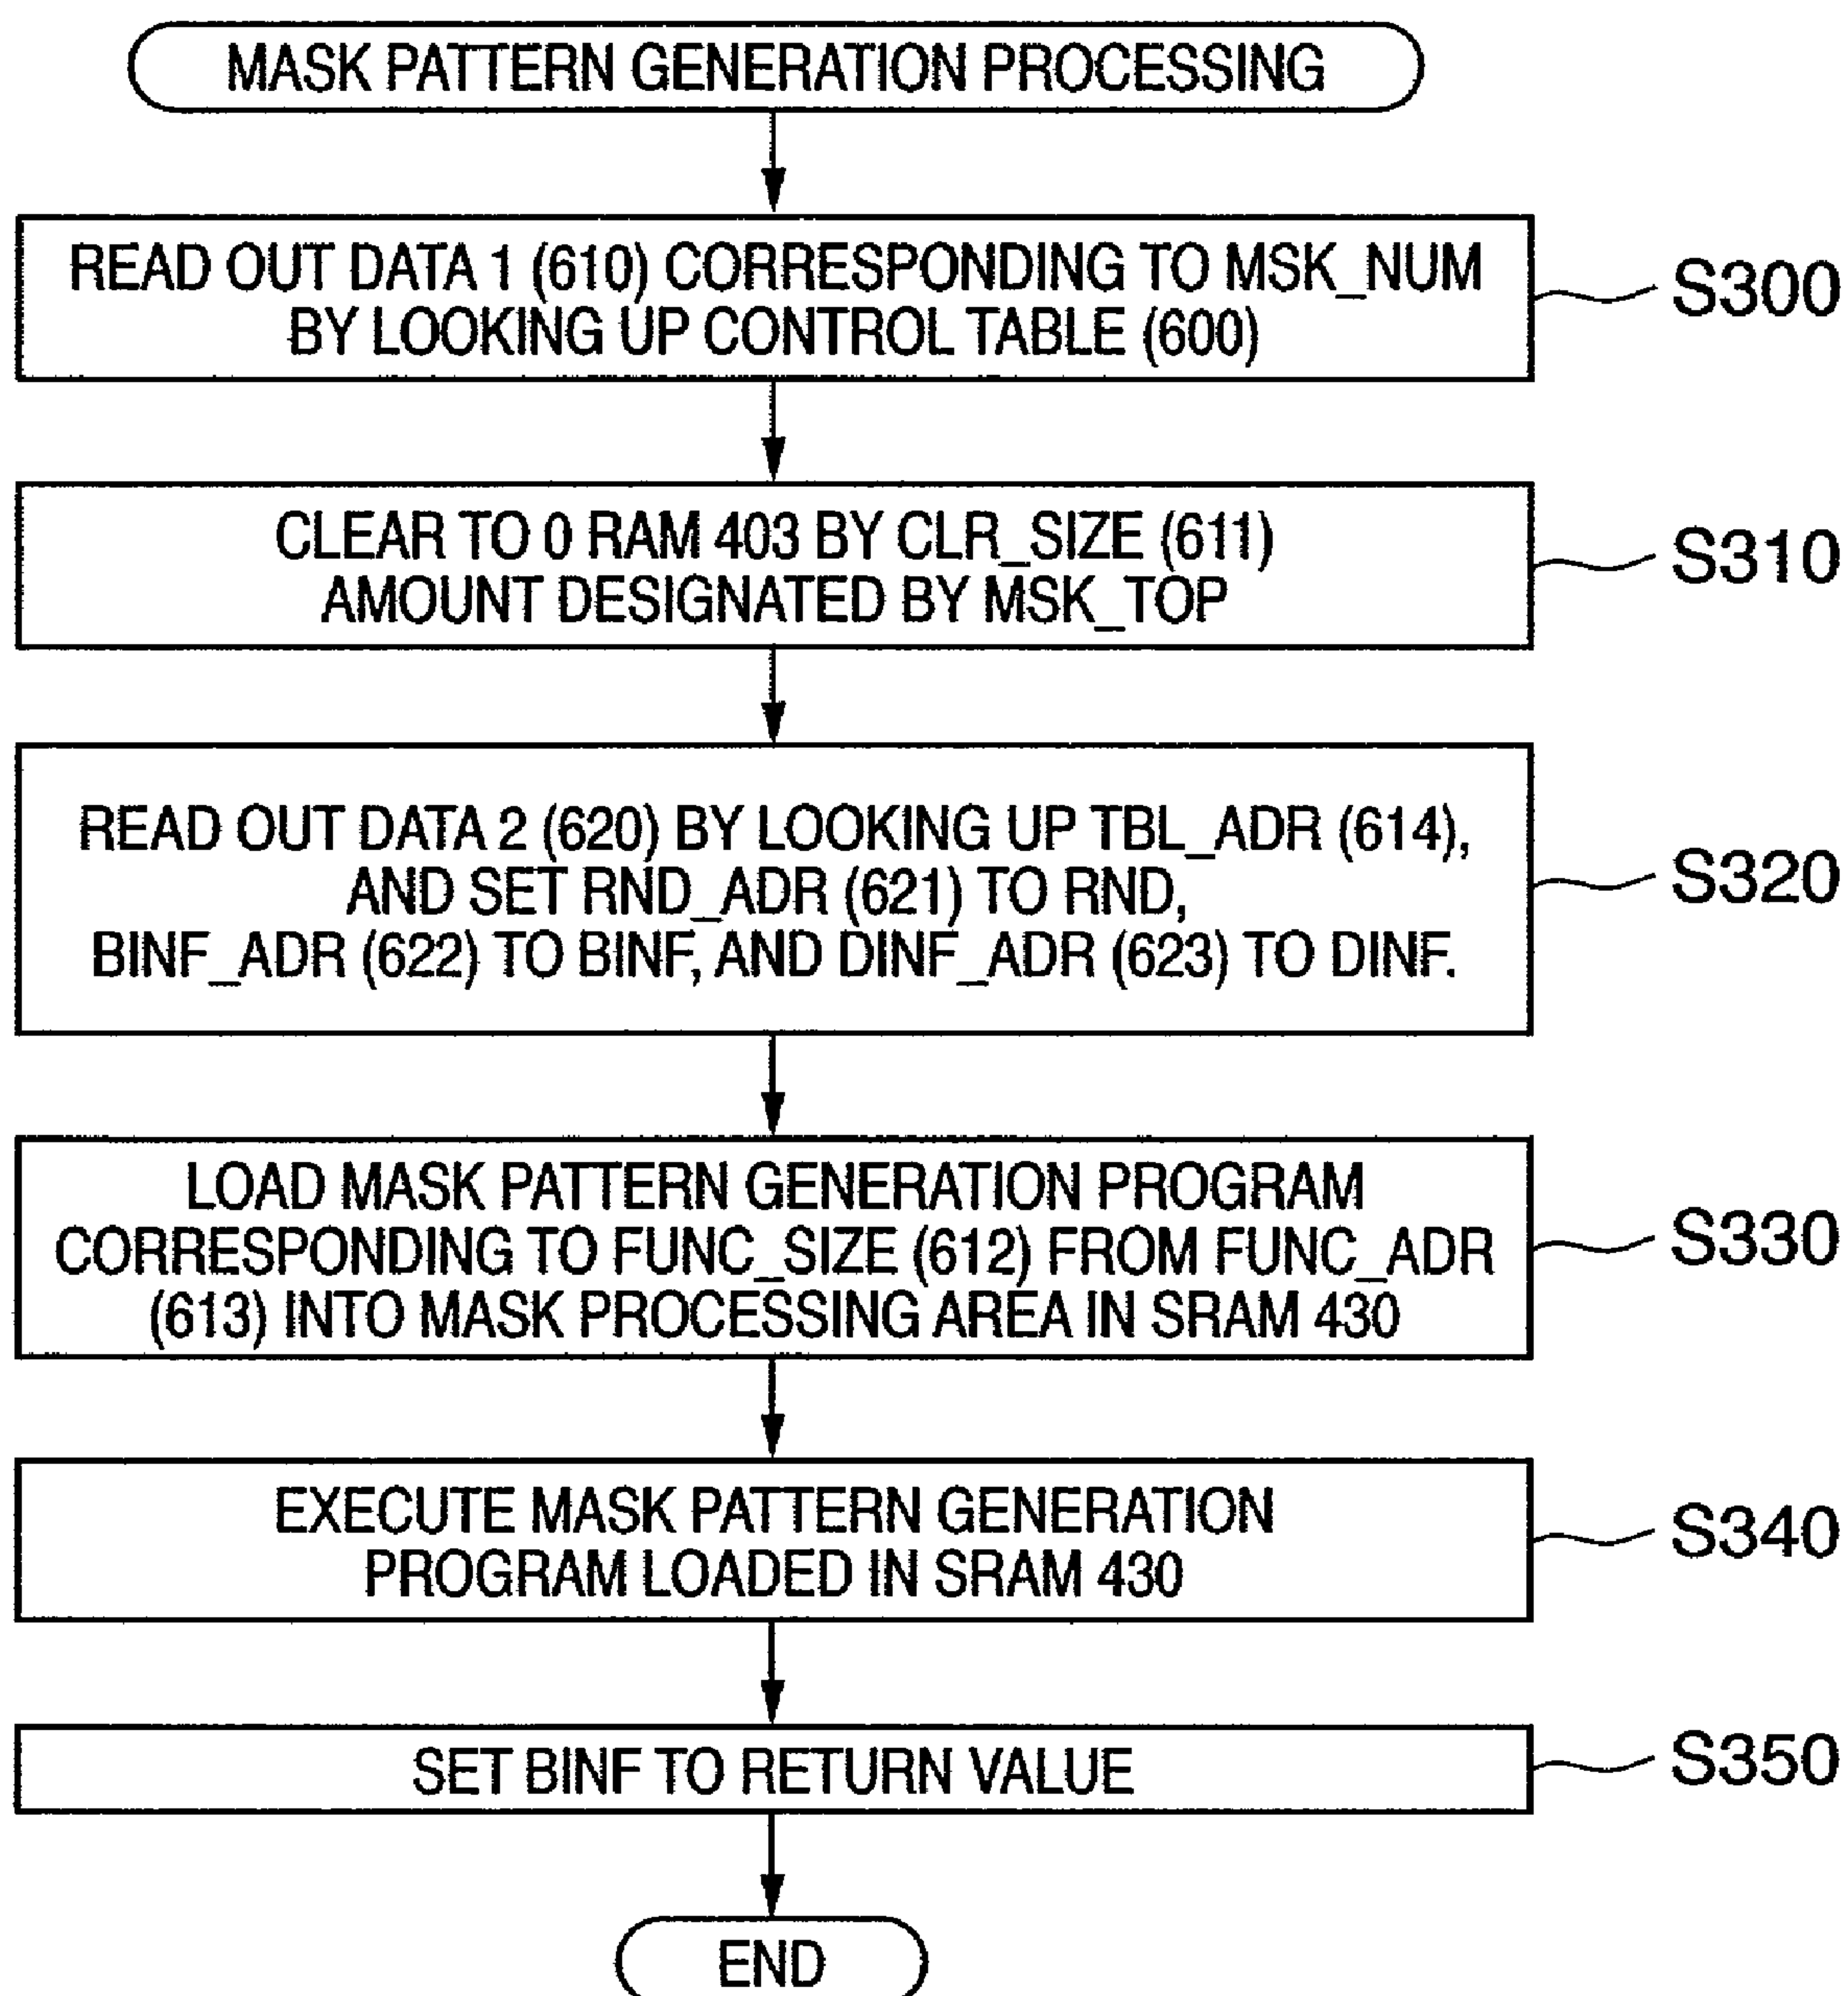 MASK PATTERN GENERATION PROCESSING
READ OUT DATA 1 (610) CORRESPONDING TO MSK_NUM
BY LOOKING UP CONTROL TABLE (600)
S300
CLEAR TO 0 RAM 403 BY CLR_SIZE (611)
AMOUNT DESIGNATED BY MSK_TOP
S310
READ OUT DATA 2 (620) BY LOOKING UP TBL_ADR (614),
AND SET RND_ADR (621) TO RND,
BINF_ADR (622) TO BINF, AND DINF_ADR (623) TO DINF.
S320
LOAD MASK PATTERN GENERATION PROGRAM
CORRESPONDING TO FUNC_SIZE (612) FROM FUNC_ADR
(613) INTO MASK PROCESSING AREA IN SRAM 430
S330
EXECUTE MASK PATTERN GENERATION
PROGRAM LOADED IN SRAM 430
S340
SET BINF TO RETURN VALUE
S350
END